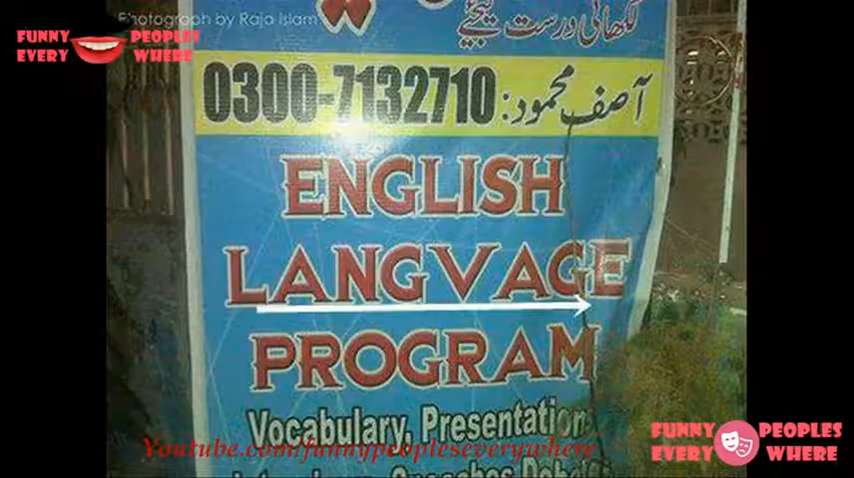 Photograph by Raja Islam
FUNNY PEOPLES
EVERY WHERE
لکھائی درست کیجئے
آصف محمود: 0300-7132710
ENGLISH
LANGVAGE
PROGRAM
Vocabulary, Presentation
Youtube.com/funnypeopleseverywhere
FUNNY PEOPLES
EVERY WHERE